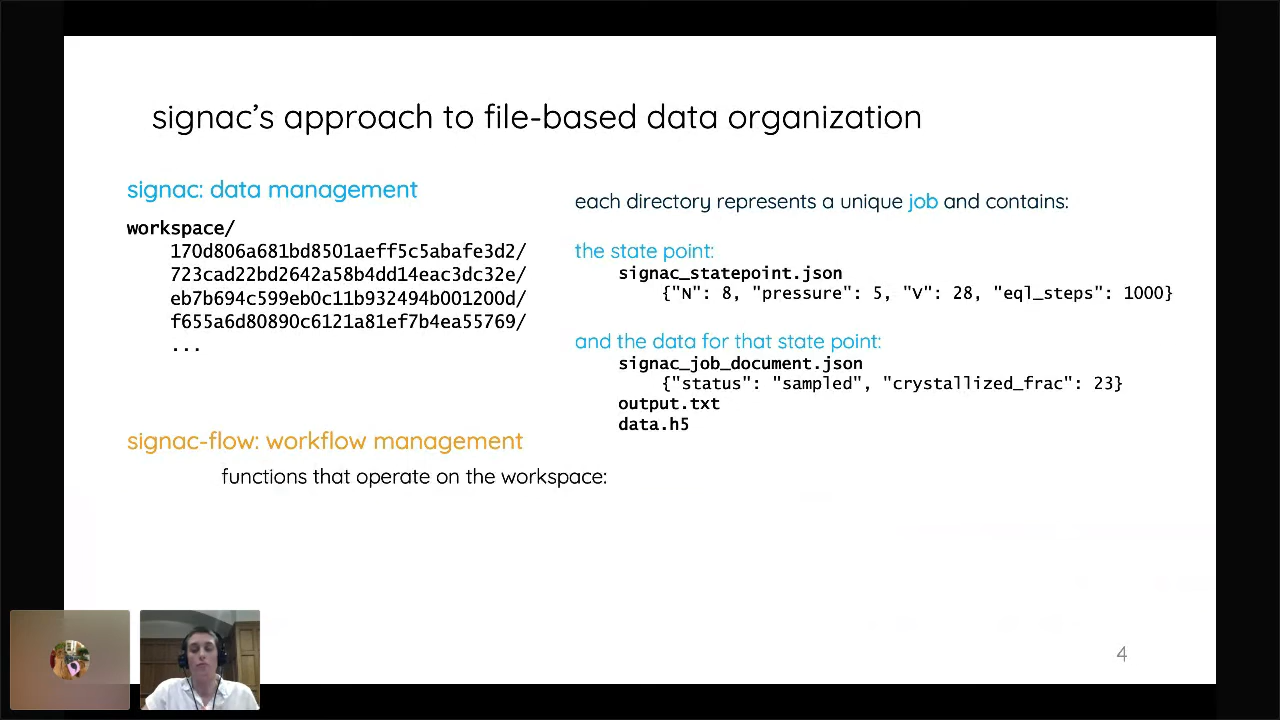 signac's approach to file-based data organization
signac: data management
workspace/
170d806a681bd8501aeff5c5abafe3d2/
723cad22bd2642a58b4dd14eac3dc32e/
eb7b694c599eb0c11b932494b001200d/
f655a6d80890c6121a81ef7b4ea55769/
...
each directory represents a unique job and contains:
the state point:
signac_statepoint.json
{"N": 8, "pressure": 5, "V": 28, "eql_steps": 1000}
and the data for that state point:
signac_job_document.json
{"status": "sampled", "crystallized_frac": 23}
output.txt
data.h5
signac-flow: workflow management
functions that operate on the workspace:
4